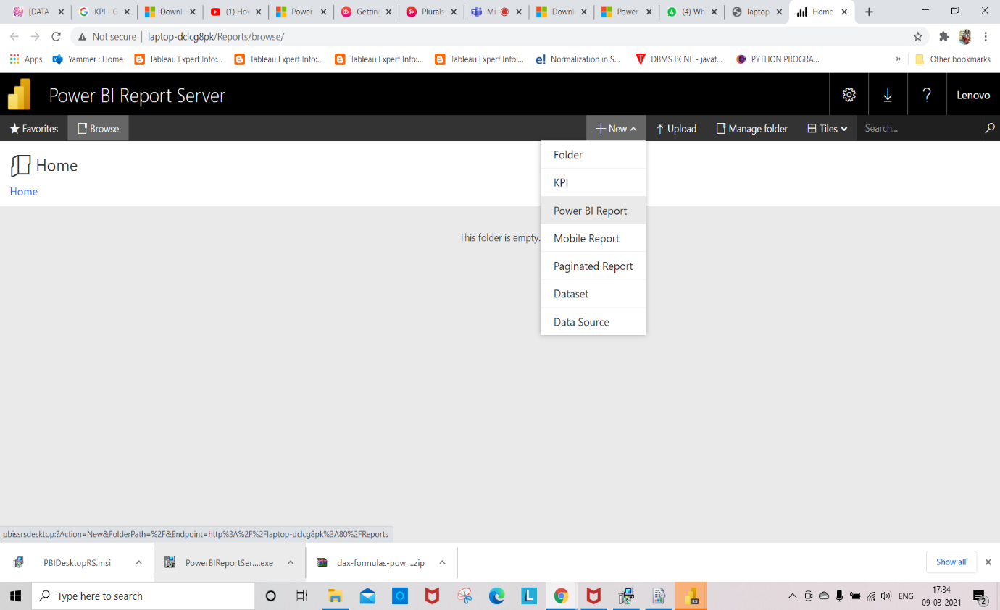 [DATA-
KPI - G
Downl
(1) Hov
Power
Getting
Plurals
Mi
Downl
Power
(4) Wh
laptop
Home
Not secure laptop-dclcg8pk/Reports/browse/
Apps
Yammer : Home
Tableau Expert Info:...
Tableau Expert Info:...
Tableau Expert Info:...
Tableau Expert Info:...
Normalization in S...
DBMS BCNF - javat...
PYTHON PROGRA...
»
Other bookmarks
Power BI Report Server
?
Lenovo
Favorites
Browse
New
Upload
Manage folder
Tiles
Search...
Home
Home
Folder
KPI
Power BI Report
Mobile Report
Paginated Report
Dataset
Data Source
This folder is empty.
pbissrsdesktop:?Action=New&FolderPath=%2F&Endpoint=http%3A%2F%2Flaptop-dclcg8pk%3A80%2FReports
PBIDesktopRS.msi
PowerBIReportSer....exe
dax-formulas-pow....zip
Show all
Type here to search
L
RS
ENG
17:34
09-03-2021
2